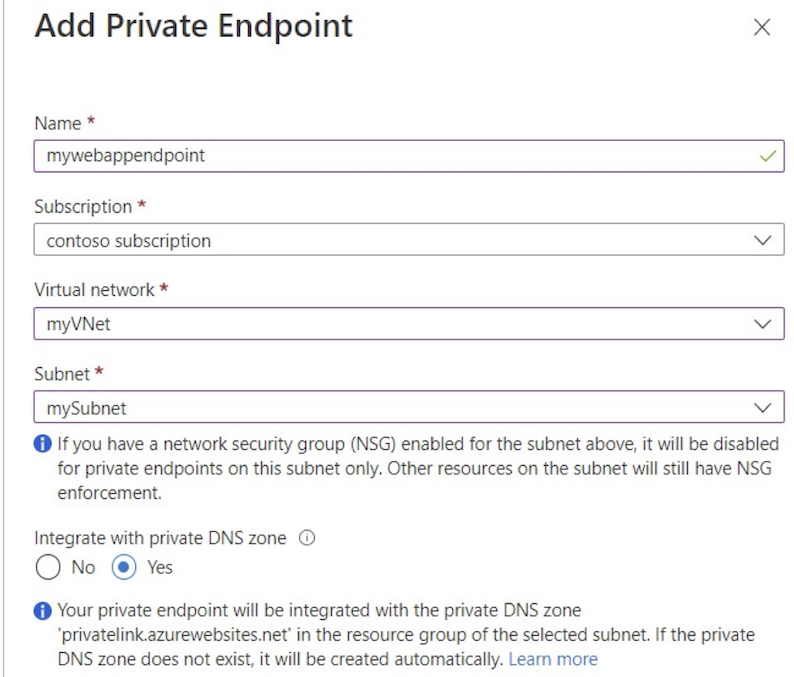 Add Private Endpoint
Name *
mywebappendpoint
Subscription *
contoso subscription
Virtual network *
myVNet
Subnet *
mySubnet
If you have a network security group (NSG) enabled for the subnet above, it will be disabled
for private endpoints on this subnet only. Other resources on the subnet will still have NSG
enforcement.
Integrate with private DNS zone
No Yes
Your private endpoint will be integrated with the private DNS zone
'privatelink.azurewebsites.net' in the resource group of the selected subnet. If the private
DNS zone does not exist, it will be created automatically. Learn more